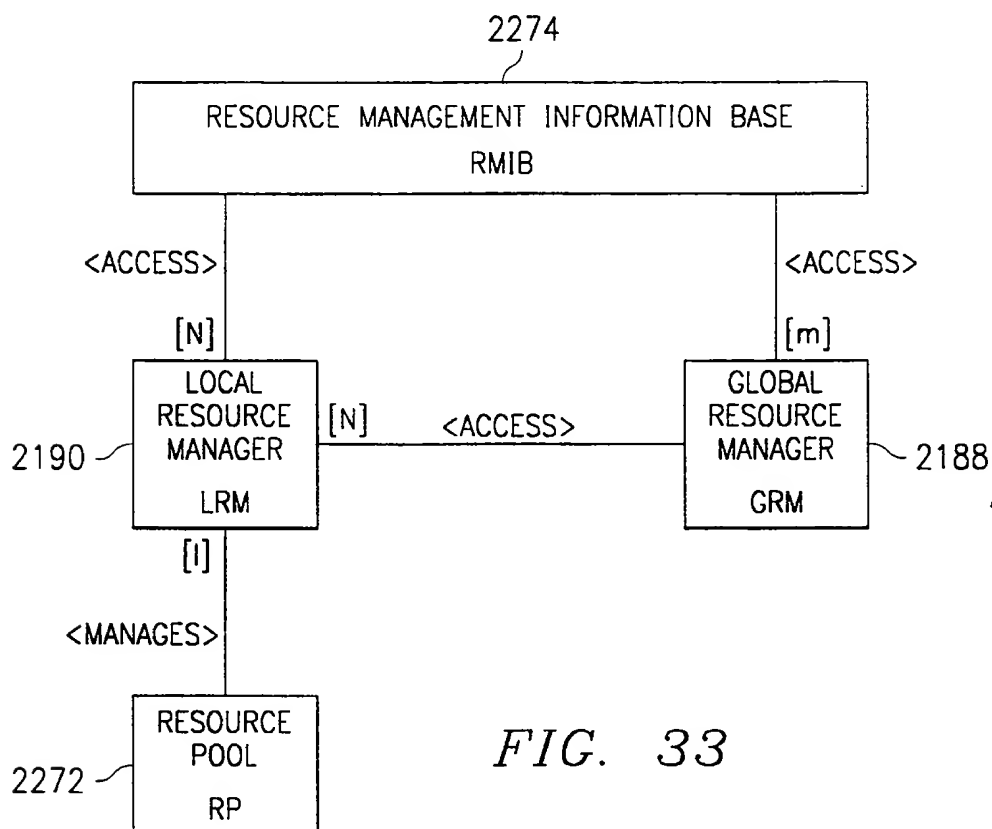 2274
RESOURCE MANAGEMENT INFORMATION BASE
RMIB
<ACCESS>
<ACCESS>
[N]
[m]
LOCAL
RESOURCE
MANAGER
LRM
[N]
<ACCESS>
GLOBAL
RESOURCE
MANAGER
GRM
2190
2188
[l]
<MANAGES>
RESOURCE
POOL
RP
2272
FIG. 33